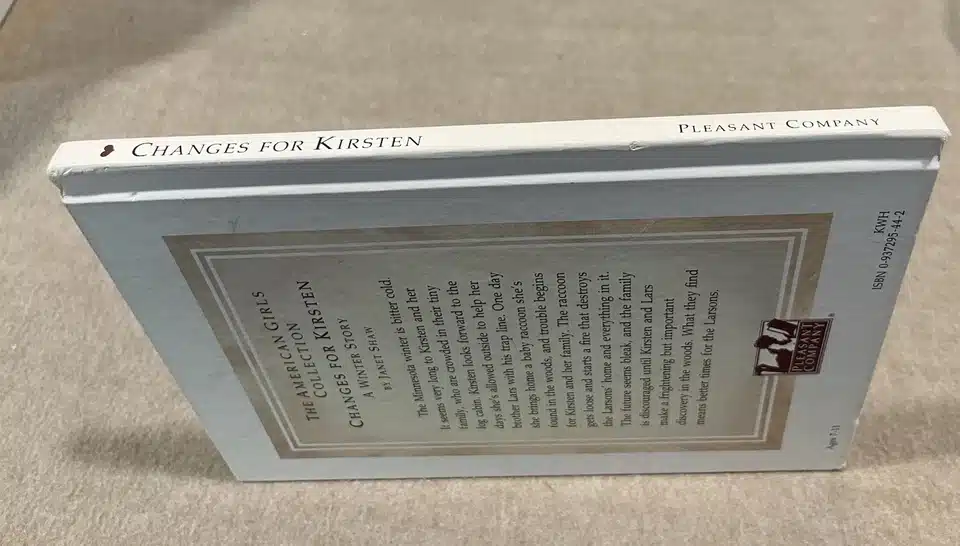 CHANGES FOR KIRSTEN
PLEASANT COMPANY
THE AMERICAN GIRLS
COLLECTION
CHANGES FOR KIRSTEN
A WINTER STORY
BY JANET SHAW
The Minnesota winter is bitter cold.
It seems very long to Kirsten and her
family, who are crowded in their tiny
log cabin. Kirsten looks forward to the
days she's allowed outside to help her
brother Lars with his trap line. One day
she brings home a baby raccoon she's
found in the woods, and trouble begins
for Kirsten and her family. The raccoon
gets loose and starts a fire that destroys
the Larsons' home and everything in it.
The future seems bleak, and the family
is discouraged until Kirsten and Lars
make a frightening but important
discovery in the woods. What they find
means better times for the Larsons.
PLEASANT
COMPANY
®
Ages 7-11
KWH
ISBN 0-937295-44-2